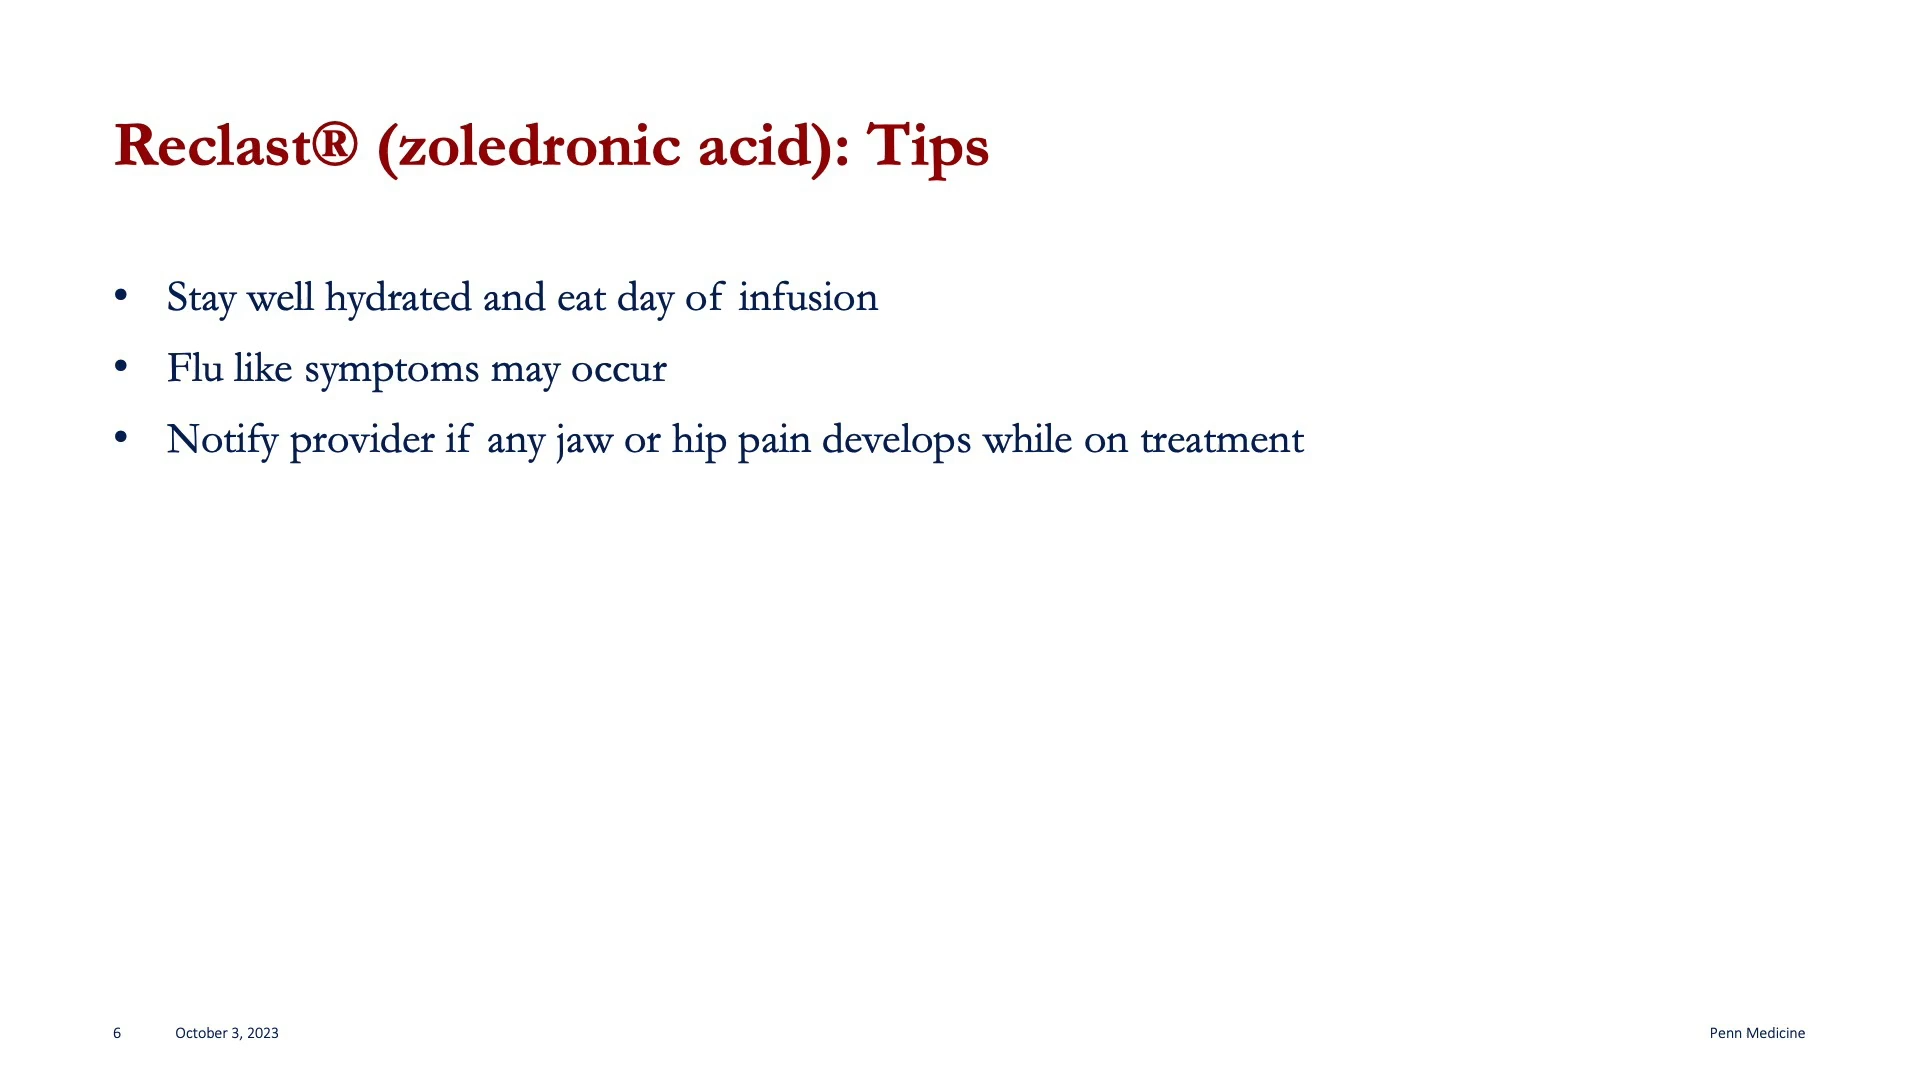 Reclast® (zoledronic acid): Tips
• Stay well hydrated and eat day of infusion
• Flu like symptoms may occur
• Notify provider if any jaw or hip pain develops while on treatment
6 October 3, 2023 Penn Medicine